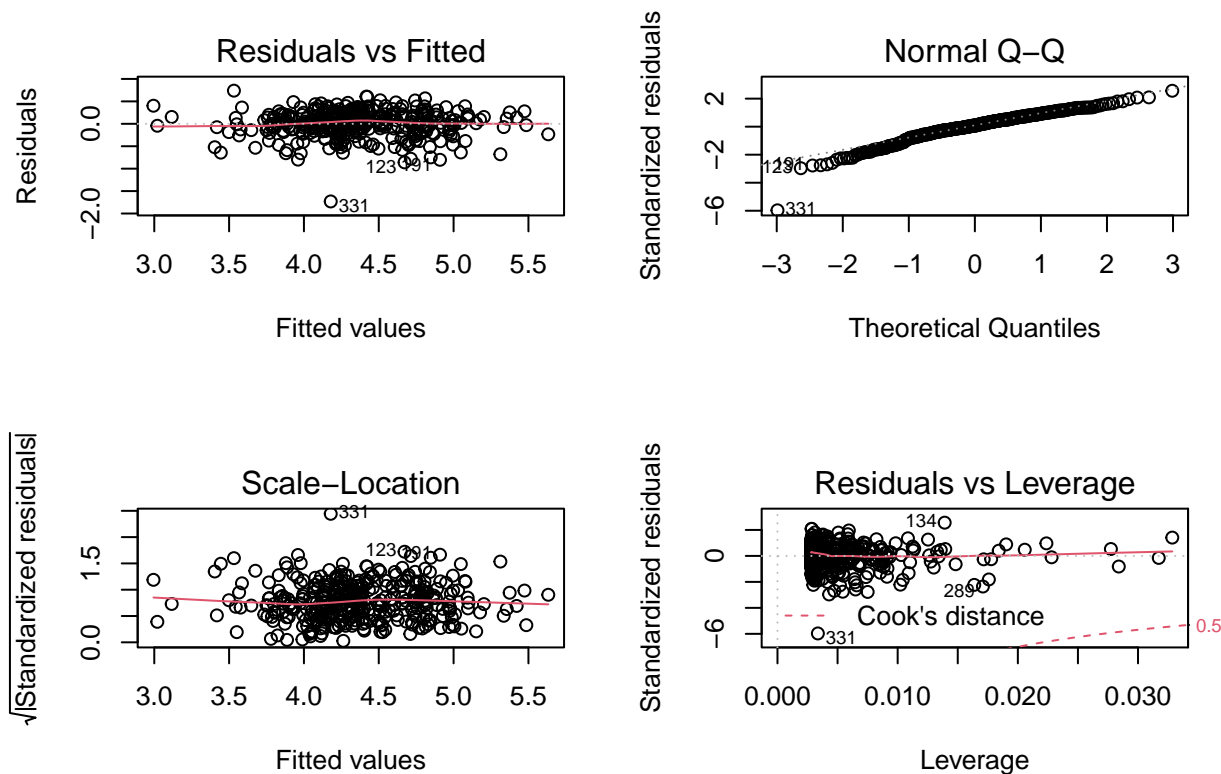 Residuals vs Fitted
Residuals
0.0
−2.0
123
191
331
3.0 3.5 4.0 4.5 5.0 5.5
Fitted values
Normal Q−Q
Standardized residuals
2
−2
−6
191
123
331
−3 −2 −1 0 1 2 3
Theoretical Quantiles
Scale−Location
√|Standardized residuals|
1.5
0.0
331
123
191
3.0 3.5 4.0 4.5 5.0 5.5
Fitted values
Residuals vs Leverage
Standardized residuals
0
−6
134
289
Cook's distance
331
0.5
0.000 0.010 0.020 0.030
Leverage